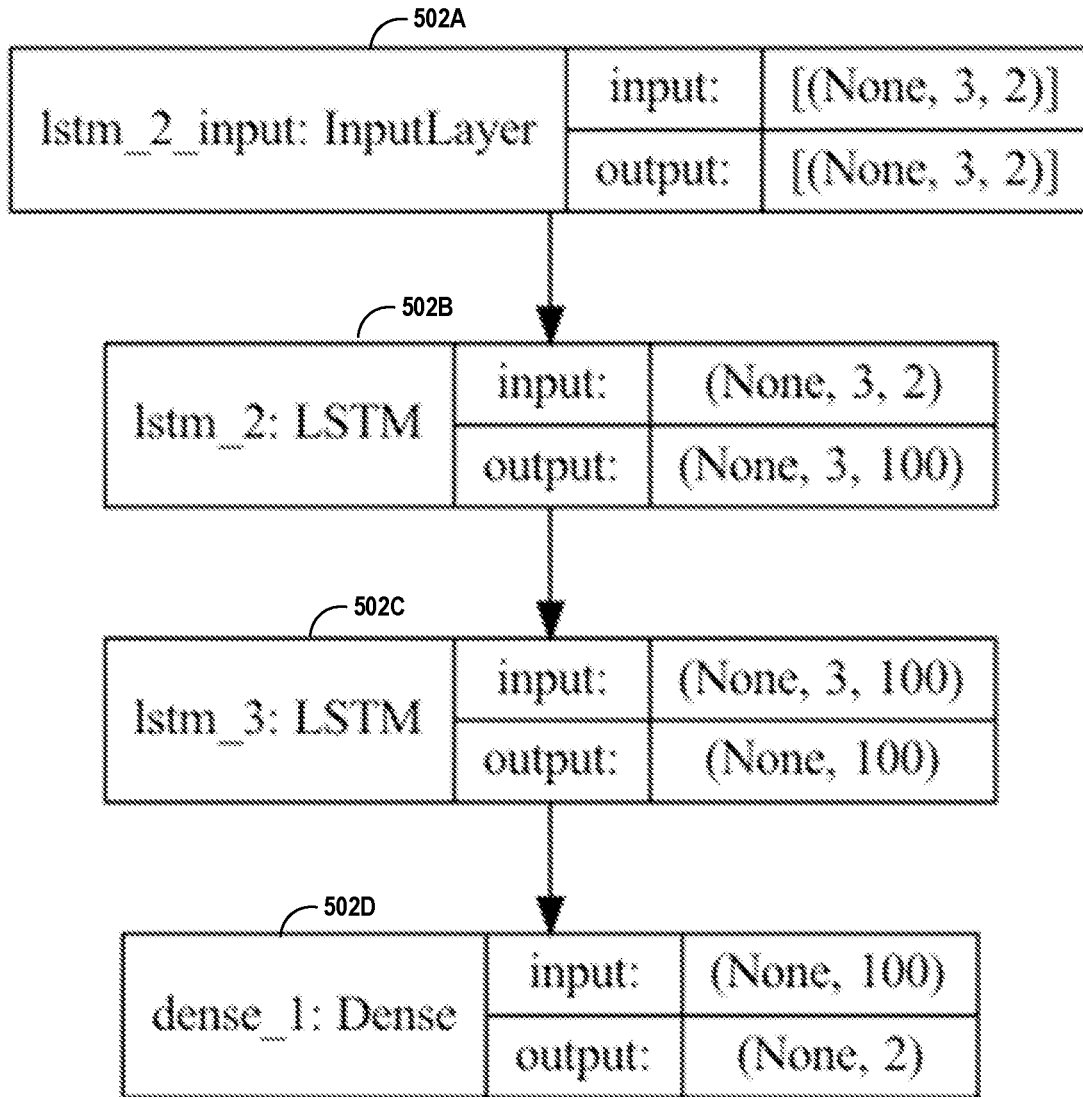 502A
lstm_2_input: InputLayer
input:
[(None, 3, 2)]
output:
[(None, 3, 2)]
502B
lstm_2: LSTM
input:
(None, 3, 2)
output:
(None, 3, 100)
502C
lstm_3: LSTM
input:
(None, 3, 100)
output:
(None, 100)
502D
dense_1: Dense
input:
(None, 100)
output:
(None, 2)